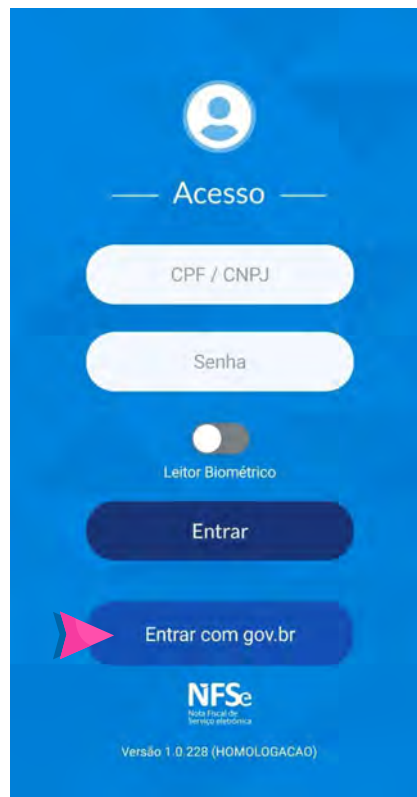 Acesso
CPF / CNPJ
Senha
Leitor Biométrico
Entrar
Entrar com gov.br
NFSe
Nota Fiscal de
Serviço eletrônica
Versão 1.0.228 (HOMOLOGACAO)